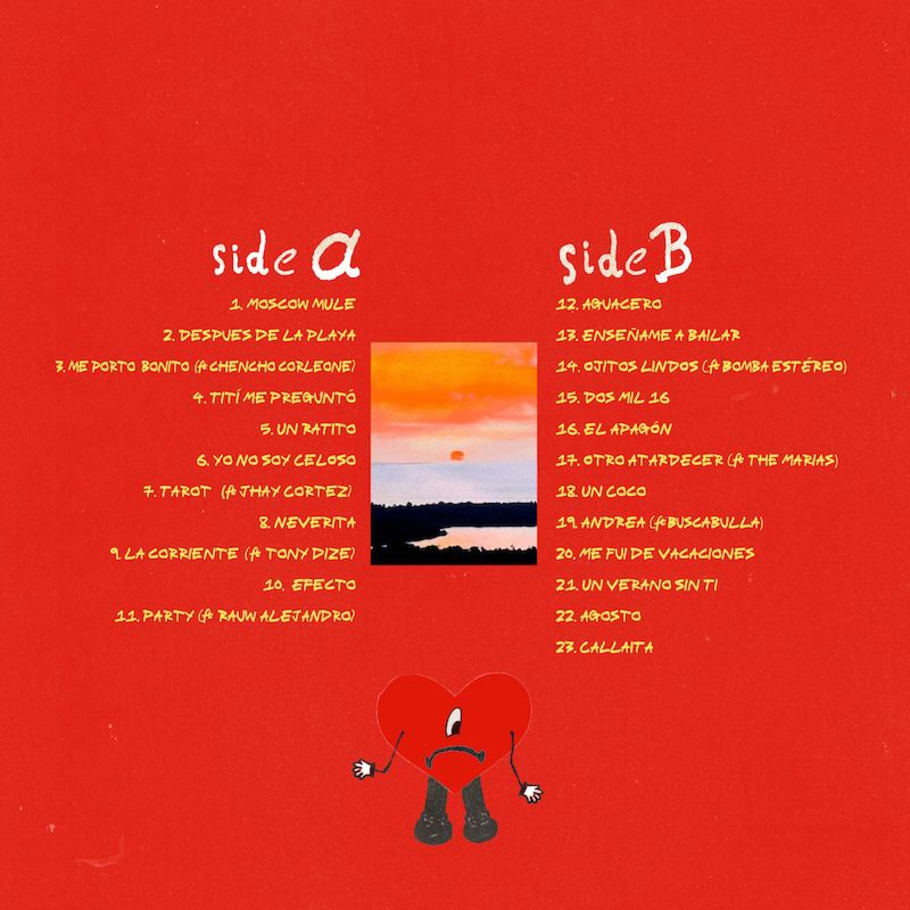 side a
1. MOSCOW MULE
2. DESPUES DE LA PLAYA
3. ME PORTO BONITO (ft CHENCHO CORLEONE)
4. TITÍ ME PREGUNTÓ
5. UN RATITO
6. YO NO SOY CELOSO
7. TAROT (ft JHAY CORTEZ)
8. NEVERITA
9. LA CORRIENTE (ft TONY DIZE)
10. EFECTO
11. PARTY (ft RAUW ALEJANDRO)
side B
12. AGUACERO
13. ENSEÑAME A BAILAR
14. OJITOS LINDOS (ft BOMBA ESTÉREO)
15. DOS MIL 16
16. EL APAGÓN
17. OTRO ATARDECER (ft THE MARIAS)
18. UN COCO
19. ANDREA (ft BUSCABULLA)
20. ME FUI DE VACACIONES
21. UN VERANO SIN TI
22. AGOSTO
23. CALLAITA